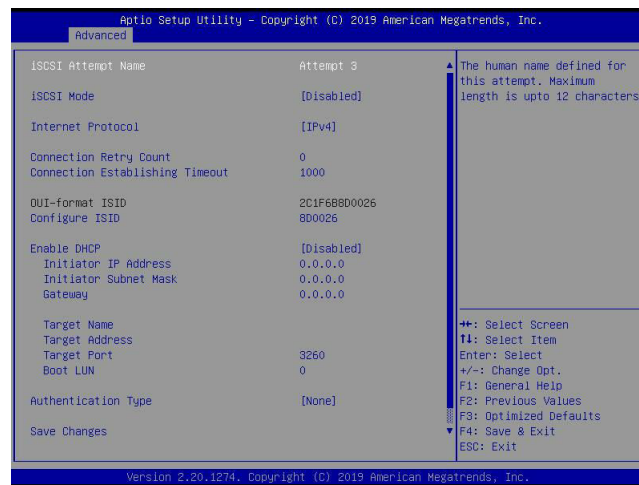 Aptio Setup Utility – Copyright (C) 2019 American Megatrends, Inc.
Advanced
iSCSI Attempt Name Attempt 3
iSCSI Mode [Disabled]
Internet Protocol [IPv4]
Connection Retry Count 0
Connection Establishing Timeout 1000
OUI-format ISID 2C1F6B8D0026
Configure ISID 8D0026
Enable DHCP [Disabled]
Initiator IP Address 0.0.0.0
Initiator Subnet Mask 0.0.0.0
Gateway 0.0.0.0
Target Name
Target Address
Target Port 3260
Boot LUN 0
Authentication Type [None]
Save Changes
The human name defined for
this attempt. Maximum
length is upto 12 characters
→←: Select Screen
↑↓: Select Item
Enter: Select
+/-: Change Opt.
F1: General Help
F2: Previous Values
F3: Optimized Defaults
F4: Save & Exit
ESC: Exit
Version 2.20.1274. Copyright (C) 2019 American Megatrends, Inc.